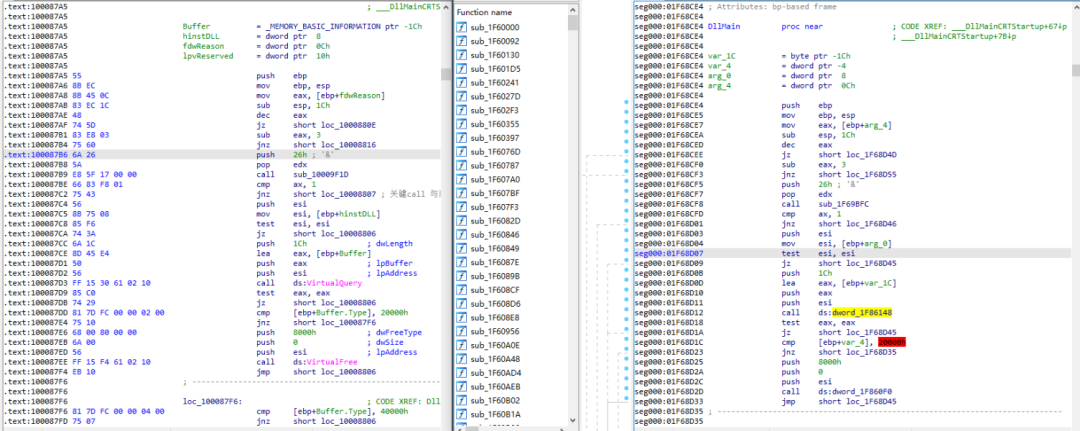 .text:100087A5 ; ___DllMainCRTS
.text:100087A5
.text:100087A5 Buffer = _MEMORY_BASIC_INFORMATION ptr -1Ch
.text:100087A5 hinstDLL = dword ptr 8
.text:100087A5 fdwReason = dword ptr 0Ch
.text:100087A5 lpvReserved = dword ptr 10h
.text:100087A5
.text:100087A5 55 push ebp
.text:100087A6 8B EC mov ebp, esp
.text:100087A8 8B 45 0C mov eax, [ebp+fdwReason]
.text:100087AB 83 EC 1C sub esp, 1Ch
.text:100087AE 48 dec eax
.text:100087AF 74 5D jz short loc_1000880E
.text:100087B1 83 E8 03 sub eax, 3
.text:100087B4 75 60 jnz short loc_10008816
.text:100087B6 6A 26 push 26h ; '&'
.text:100087B8 5A pop edx
.text:100087B9 E8 5F 17 00 00 call sub_10009F1D
.text:100087BE 66 83 F8 01 cmp ax, 1
.text:100087C2 75 43 jnz short loc_10008807 ; 关键call 与
.text:100087C4 56 push esi
.text:100087C5 8B 75 08 mov esi, [ebp+hinstDLL]
.text:100087C8 85 F6 test esi, esi
.text:100087CA 74 3A jz short loc_10008806
.text:100087CC 6A 1C push 1Ch ; dwLength
.text:100087CE 8D 45 E4 lea eax, [ebp+Buffer]
.text:100087D1 50 push eax ; lpBuffer
.text:100087D2 56 push esi ; lpAddress
.text:100087D3 FF 15 30 61 02 10 call ds:VirtualQuery
.text:100087D9 85 C0 test eax, eax
.text:100087DB 74 29 jz short loc_10008806
.text:100087DD 81 7D FC 00 00 02 00 cmp [ebp+Buffer.Type], 20000h
.text:100087E4 75 10 jnz short loc_100087F6
.text:100087E6 68 00 80 00 00 push 8000h ; dwFreeType
.text:100087EB 6A 00 push 0 ; dwSize
.text:100087ED 56 push esi ; lpAddress
.text:100087EE FF 15 F4 61 02 10 call ds:VirtualFree
.text:100087F4 EB 10 jmp short loc_10008806
.text:100087F6 ; ---------------------------------------------------------------------------
.text:100087F6
.text:100087F6 loc_100087F6: ; CODE XREF: Dll
.text:100087F6 81 7D FC 00 00 04 00 cmp [ebp+Buffer.Type], 40000h
.text:100087FD 75 07 jnz short loc_10008806
Function name
sub_1F60000
sub_1F60092
sub_1F60130
sub_1F601D5
sub_1F60241
sub_1F6027D
sub_1F602F3
sub_1F60355
sub_1F60397
sub_1F6076D
sub_1F60787
sub_1F607A0
sub_1F607BF
sub_1F607F3
sub_1F6082D
sub_1F60846
sub_1F60849
sub_1F6087E
sub_1F6089B
sub_1F608CF
sub_1F608D6
sub_1F608E8
sub_1F60956
sub_1F60A0E
sub_1F60A48
sub_1F60AD4
sub_1F60AEB
sub_1F60B02
sub_1F60B1A
seg000:01F68CE4 ; Attributes: bp-based frame
seg000:01F68CE4
seg000:01F68CE4 DllMain proc near ; CODE XREF: ___DllMainCRTStartup+67↓p
seg000:01F68CE4 ; ___DllMainCRTStartup+7B↓p
seg000:01F68CE4
seg000:01F68CE4 var_1C = byte ptr -1Ch
seg000:01F68CE4 var_4 = dword ptr -4
seg000:01F68CE4 arg_0 = dword ptr 8
seg000:01F68CE4 arg_4 = dword ptr 0Ch
seg000:01F68CE4
seg000:01F68CE4 push ebp
seg000:01F68CE5 mov ebp, esp
seg000:01F68CE7 mov eax, [ebp+arg_4]
seg000:01F68CEA sub esp, 1Ch
seg000:01F68CED dec eax
seg000:01F68CEE jz short loc_1F68D4D
seg000:01F68CF0 sub eax, 3
seg000:01F68CF3 jnz short loc_1F68D55
seg000:01F68CF5 push 26h ; '&'
seg000:01F68CF7 pop edx
seg000:01F68CF8 call sub_1F69BFC
seg000:01F68CFD cmp ax, 1
seg000:01F68D01 jnz short loc_1F68D46
seg000:01F68D03 push esi
seg000:01F68D04 mov esi, [ebp+arg_0]
seg000:01F68D07 test esi, esi
seg000:01F68D09 jz short loc_1F68D45
seg000:01F68D0B push 1Ch
seg000:01F68D0D lea eax, [ebp+var_1C]
seg000:01F68D10 push eax
seg000:01F68D11 push esi
seg000:01F68D12 call ds:dword_1F86148
seg000:01F68D18 test eax, eax
seg000:01F68D1A jz short loc_1F68D45
seg000:01F68D1C cmp [ebp+var_4], 20000h
seg000:01F68D23 jnz short loc_1F68D35
seg000:01F68D25 push 8000h
seg000:01F68D2A push 0
seg000:01F68D2C push esi
seg000:01F68D2D call ds:dword_1F860F0
seg000:01F68D33 jmp short loc_1F68D45
seg000:01F68D35 ; ---------------------------------------------------------------------------
seg000:01F68D35